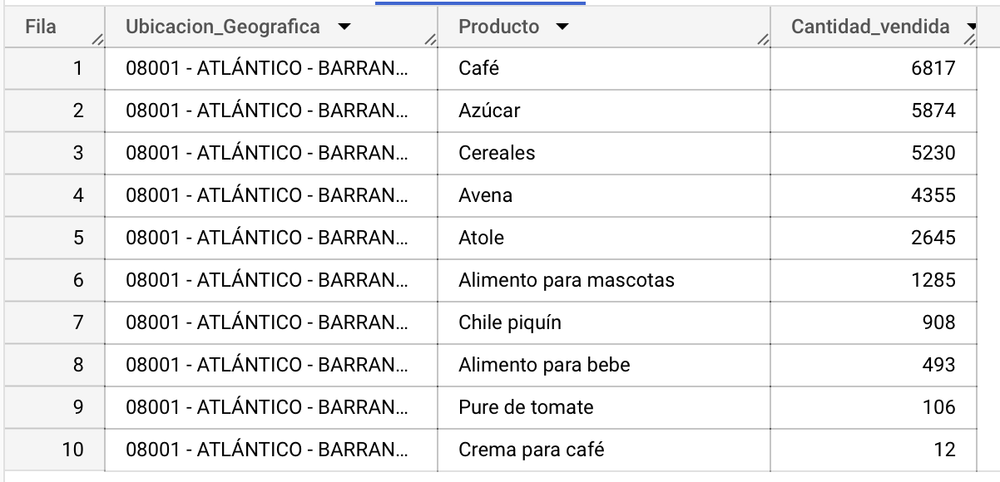 Fila Ubicacion_Geografica Producto Cantidad_vendida
1 08001 - ATLÁNTICO - BARRAN... Café 6817
2 08001 - ATLÁNTICO - BARRAN... Azúcar 5874
3 08001 - ATLÁNTICO - BARRAN... Cereales 5230
4 08001 - ATLÁNTICO - BARRAN... Avena 4355
5 08001 - ATLÁNTICO - BARRAN... Atole 2645
6 08001 - ATLÁNTICO - BARRAN... Alimento para mascotas 1285
7 08001 - ATLÁNTICO - BARRAN... Chile piquín 908
8 08001 - ATLÁNTICO - BARRAN... Alimento para bebe 493
9 08001 - ATLÁNTICO - BARRAN... Pure de tomate 106
10 08001 - ATLÁNTICO - BARRAN... Crema para café 12